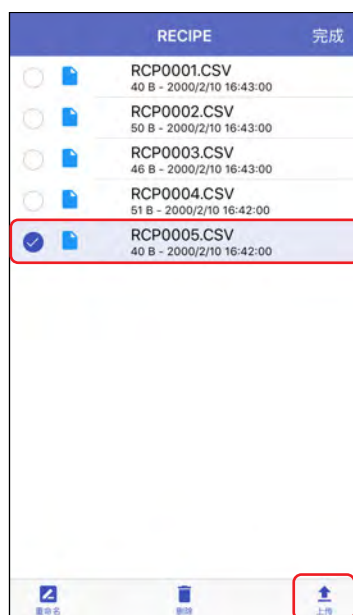 RECIPE 完成
RCP0001.CSV
40 B - 2000/2/10 16:43:00
RCP0002.CSV
50 B - 2000/2/10 16:43:00
RCP0003.CSV
46 B - 2000/2/10 16:43:00
RCP0004.CSV
51 B - 2000/2/10 16:42:00
RCP0005.CSV
40 B - 2000/2/10 16:42:00
重命名 删除 上传